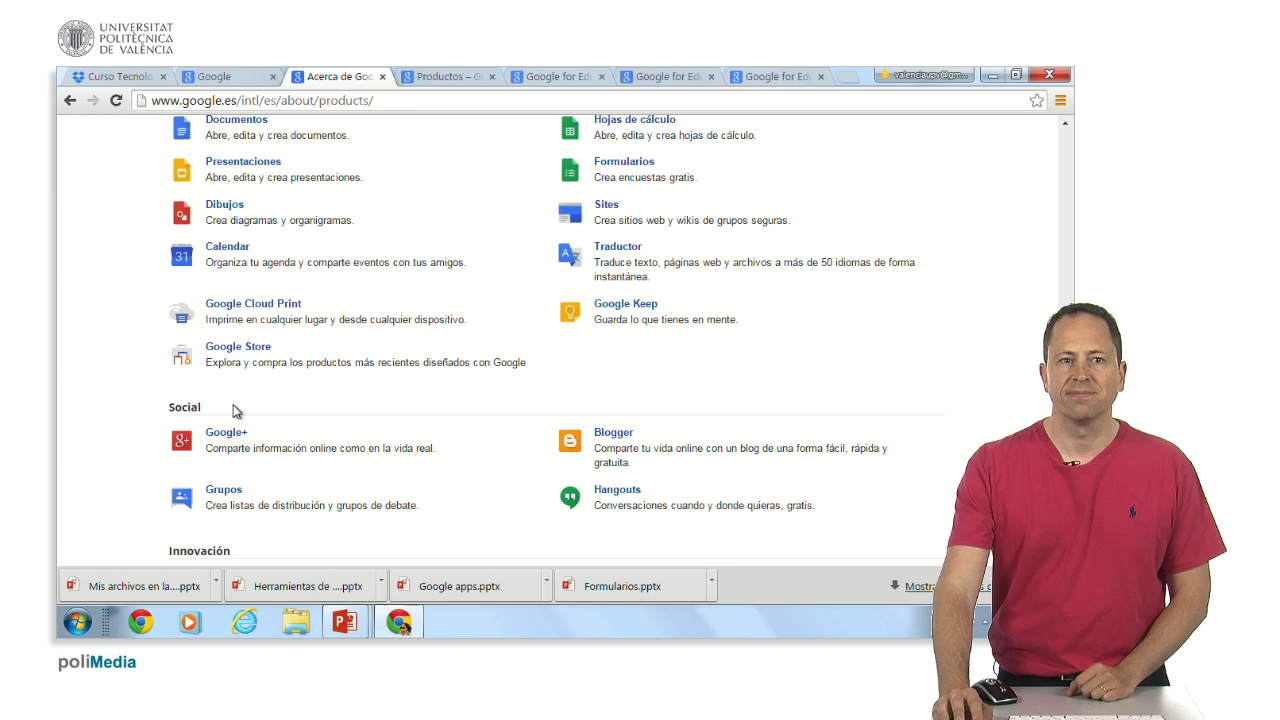 UNIVERSITAT
POLITÈCNICA
DE VALÈNCIA
Curso Tecnolo
Google
Acerca de Goo
Productos – G
Google for Edu
Google for Edu
Google for Edu
valenciaupv@gm...
www.google.es/intl/es/about/products/
Documentos
Abre, edita y crea documentos.
Hojas de cálculo
Abre, edita y crea hojas de cálculo.
Presentaciones
Abre, edita y crea presentaciones.
Formularios
Crea encuestas gratis.
Dibujos
Crea diagramas y organigramas.
Sites
Crea sitios web y wikis de grupos seguras.
31
Calendar
Organiza tu agenda y comparte eventos con tus amigos.
Traductor
Traduce texto, páginas web y archivos a más de 50 idiomas de forma
instantánea.
Google Cloud Print
Imprime en cualquier lugar y desde cualquier dispositivo.
Google Keep
Guarda lo que tienes en mente.
Google Store
Explora y compra los productos más recientes diseñados con Google
Social
Google+
Comparte información online como en la vida real.
Blogger
Comparte tu vida online con un blog de una forma fácil, rápida y
gratuita.
Grupos
Crea listas de distribución y grupos de debate.
Hangouts
Conversaciones cuando y donde quieras, gratis.
Innovación
Mis archivos en la....pptx
Herramientas de ....pptx
Google apps.pptx
Formularios.pptx
Mostra
poliMedia